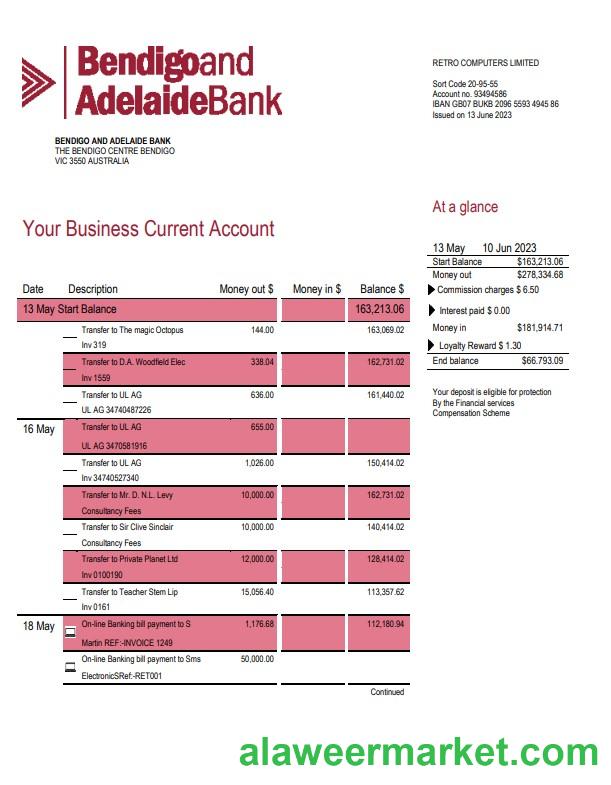 Bendigoand
AdelaideBank
RETRO COMPUTERS LIMITED
Sort Code 20-95-55
Account no. 93494586
IBAN GB07 BUKB 2096 5593 4945 86
Issued on 13 June 2023
BENDIGO AND ADELAIDE BANK
THE BENDIGO CENTRE BENDIGO
VIC 3550 AUSTRALIA
Your Business Current Account
At a glance
13 May 10 Jun 2023
Start Balance $163,213.06
Money out $278,334.68
Commission charges $ 6.50
Interest paid $ 0.00
Money in $181,914.71
Loyalty Reward $ 1.30
End balance $66.793.09
Your deposit is eligible for protection
By the Financial services
Compensation Scheme
Date Description Money out $ Money in $ Balance $
13 May Start Balance 163,213.06
Transfer to The magic Octopus 144.00 163,069.02
Inv 319
Transfer to D.A. Woodfield Elec 338.04 162,731.02
Inv 1559
Transfer to UL AG 636.00 161,440.02
UL AG 34740487226
16 May Transfer to UL AG 655.00
UL AG 3470581916
Transfer to UL AG 1,026.00 150,414.02
Inv 34740527340
Transfer to Mr. D. N.L. Levy 10,000.00 162,731.02
Consultancy Fees
Transfer to Sir Clive Sinclair 10,000.00 140,414.02
Consultancy Fees
Transfer to Private Planet Ltd 12,000.00 128,414.02
Inv 0100190
Transfer to Teacher Stem Lip 15,056.40 113,357.62
Inv 0161
18 May On-line Banking bill payment to S 1,176.68 112,180.94
Martin REF:-INVOICE 1249
On-line Banking bill payment to Sms 50,000.00
ElectronicSRef:-RET001
Continued
alaweermarket.com